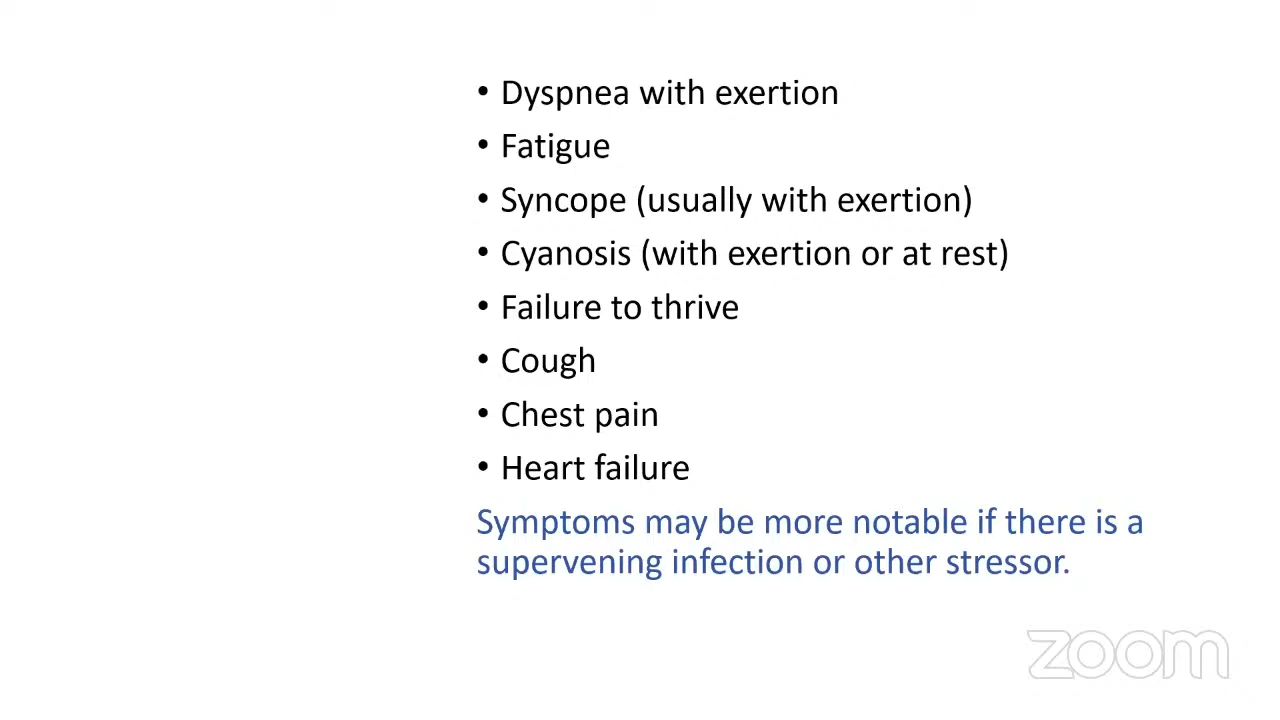 • Dyspnea with exertion
• Fatigue
• Syncope (usually with exertion)
• Cyanosis (with exertion or at rest)
• Failure to thrive
• Cough
• Chest pain
• Heart failure
Symptoms may be more notable if there is a
supervening infection or other stressor.
zoom